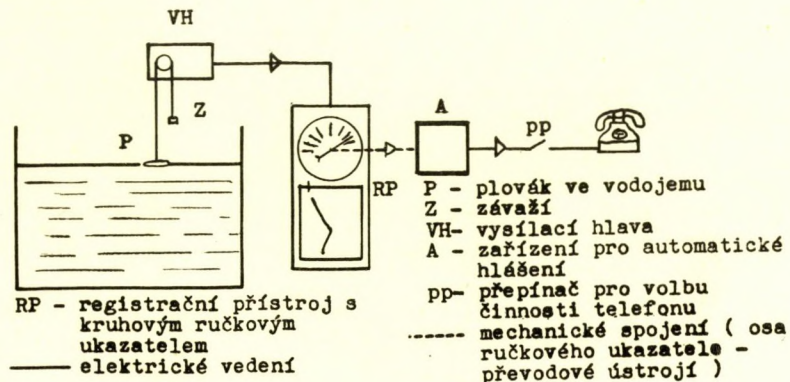 VH
Z
P
A
pp
RP
P - plovák ve vodojemu
Z - závaží
VH- vysílací hlava
A - zařízení pro automatické
hlášení
pp- přepínač pro volbu
činnosti telefonu
------ mechanické spojení ( osa
ručkového ukazatele -
převodové ústrojí )
RP - registrační přístroj s
kruhovým ručkovým
ukazatelem
—— elektrické vedení